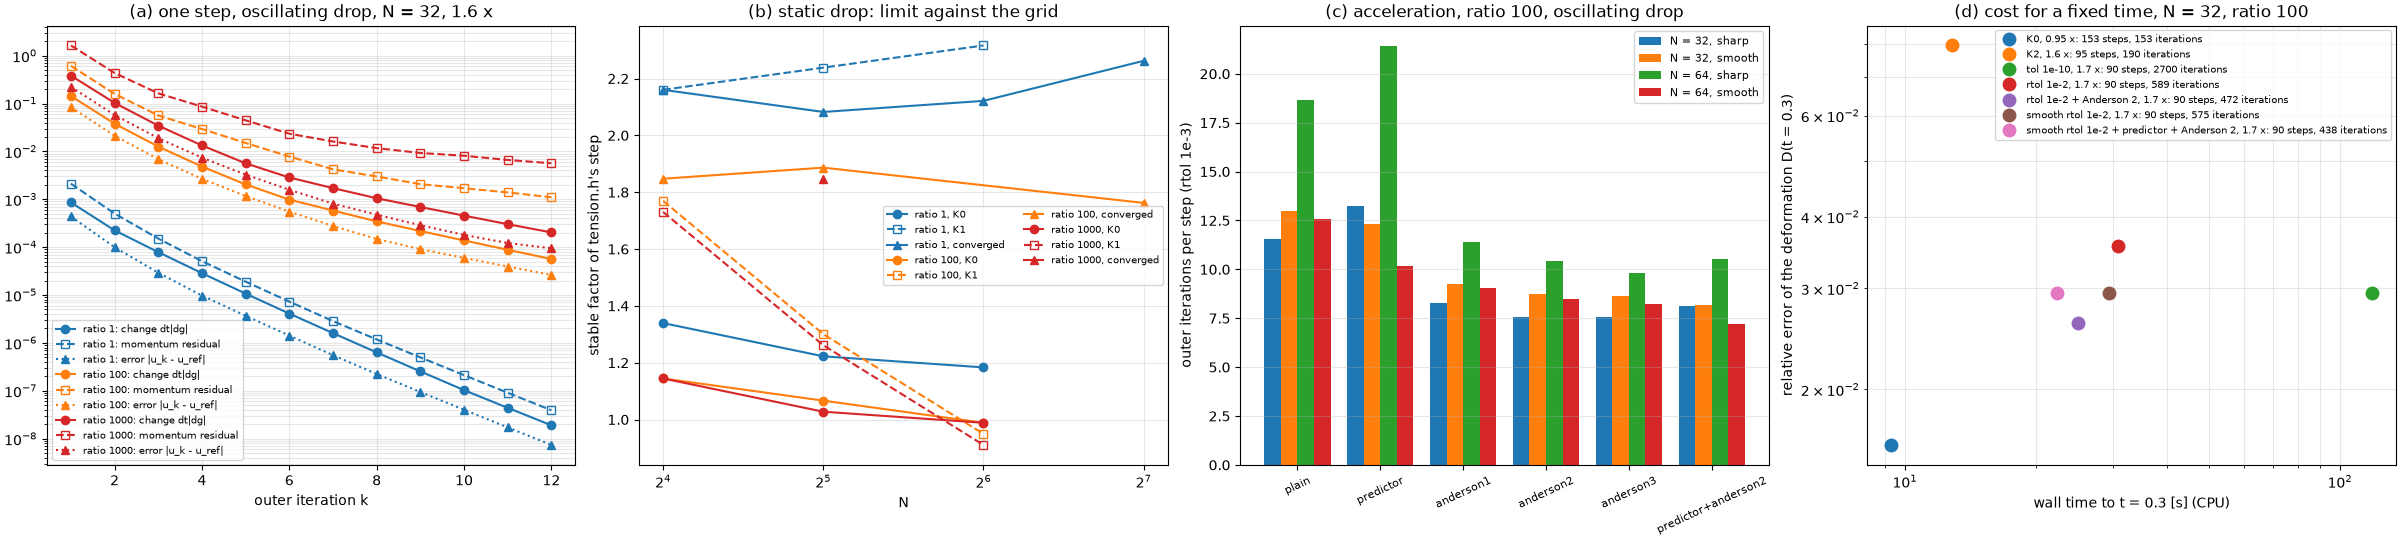 (a) one step, oscillating drop, N = 32, 1.6 x
10⁰
10⁻¹
10⁻²
10⁻³
10⁻⁴
10⁻⁵
10⁻⁶
10⁻⁷
10⁻⁸
ratio 1: change dt|dg|
ratio 1: momentum residual
ratio 1: error |u_k - u_ref|
ratio 100: change dt|dg|
ratio 100: momentum residual
ratio 100: error |u_k - u_ref|
ratio 1000: change dt|dg|
ratio 1000: momentum residual
ratio 1000: error |u_k - u_ref|
2 4 6 8 10 12
outer iteration k
(b) static drop: limit against the grid
stable factor of tension.h's step
2.2
2.0
1.8
1.6
1.4
1.2
1.0
ratio 1, K0
ratio 1, K1
ratio 1, converged
ratio 100, K0
ratio 100, K1
ratio 100, converged
ratio 1000, K0
ratio 1000, K1
ratio 1000, converged
2⁴ 2⁵ 2⁶ 2⁷
N
(c) acceleration, ratio 100, oscillating drop
outer iterations per step (rtol 1e-3)
20.0
17.5
15.0
12.5
10.0
7.5
5.0
2.5
0.0
N = 32, sharp
N = 32, smooth
N = 64, sharp
N = 64, smooth
plain
predictor
anderson1
anderson2
anderson3
predictor+anderson2
(d) cost for a fixed time, N = 32, ratio 100
relative error of the deformation D(t = 0.3)
6 × 10⁻²
4 × 10⁻²
3 × 10⁻²
2 × 10⁻²
K0, 0.95 x: 153 steps, 153 iterations
K2, 1.6 x: 95 steps, 190 iterations
tol 1e-10, 1.7 x: 90 steps, 2700 iterations
rtol 1e-2, 1.7 x: 90 steps, 589 iterations
rtol 1e-2 + Anderson 2, 1.7 x: 90 steps, 472 iterations
smooth rtol 1e-2, 1.7 x: 90 steps, 575 iterations
smooth rtol 1e-2 + predictor + Anderson 2, 1.7 x: 90 steps, 438 iterations
10¹ 10²
wall time to t = 0.3 [s] (CPU)